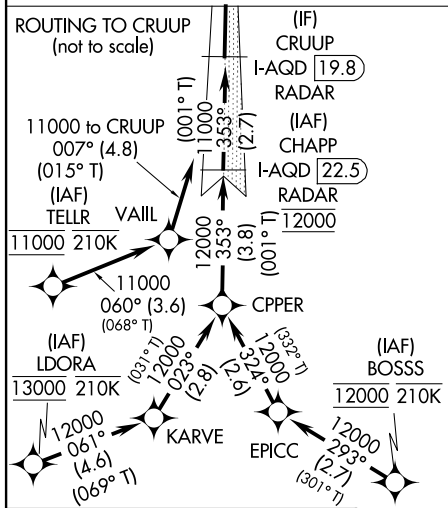 ROUTING TO CRUUP
(not to scale)
(IF)
CRUUP
I-AQD 19.8
RADAR
(001° T)
11000
353°
(2.7)
11000 to CRUUP
007° (4.8)
(015° T)
(IAF)
CHAPP
I-AQD 22.5
RADAR
12000
(IAF)
TELLR
11000 210K
VAIIL
12000
353°
(3.8)
(001° T)
11000
060° (3.6)
(068° T)
CPPER
(IAF)
LDORA
13000 210K
(031° T)
12000
023°
(2.8)
(332° T)
12000
324°
(2.6)
(IAF)
BOSSS
12000 210K
KARVE
EPICC
12000
061°
(4.6)
(069° T)
12000
293°
(2.7)
(301° T)